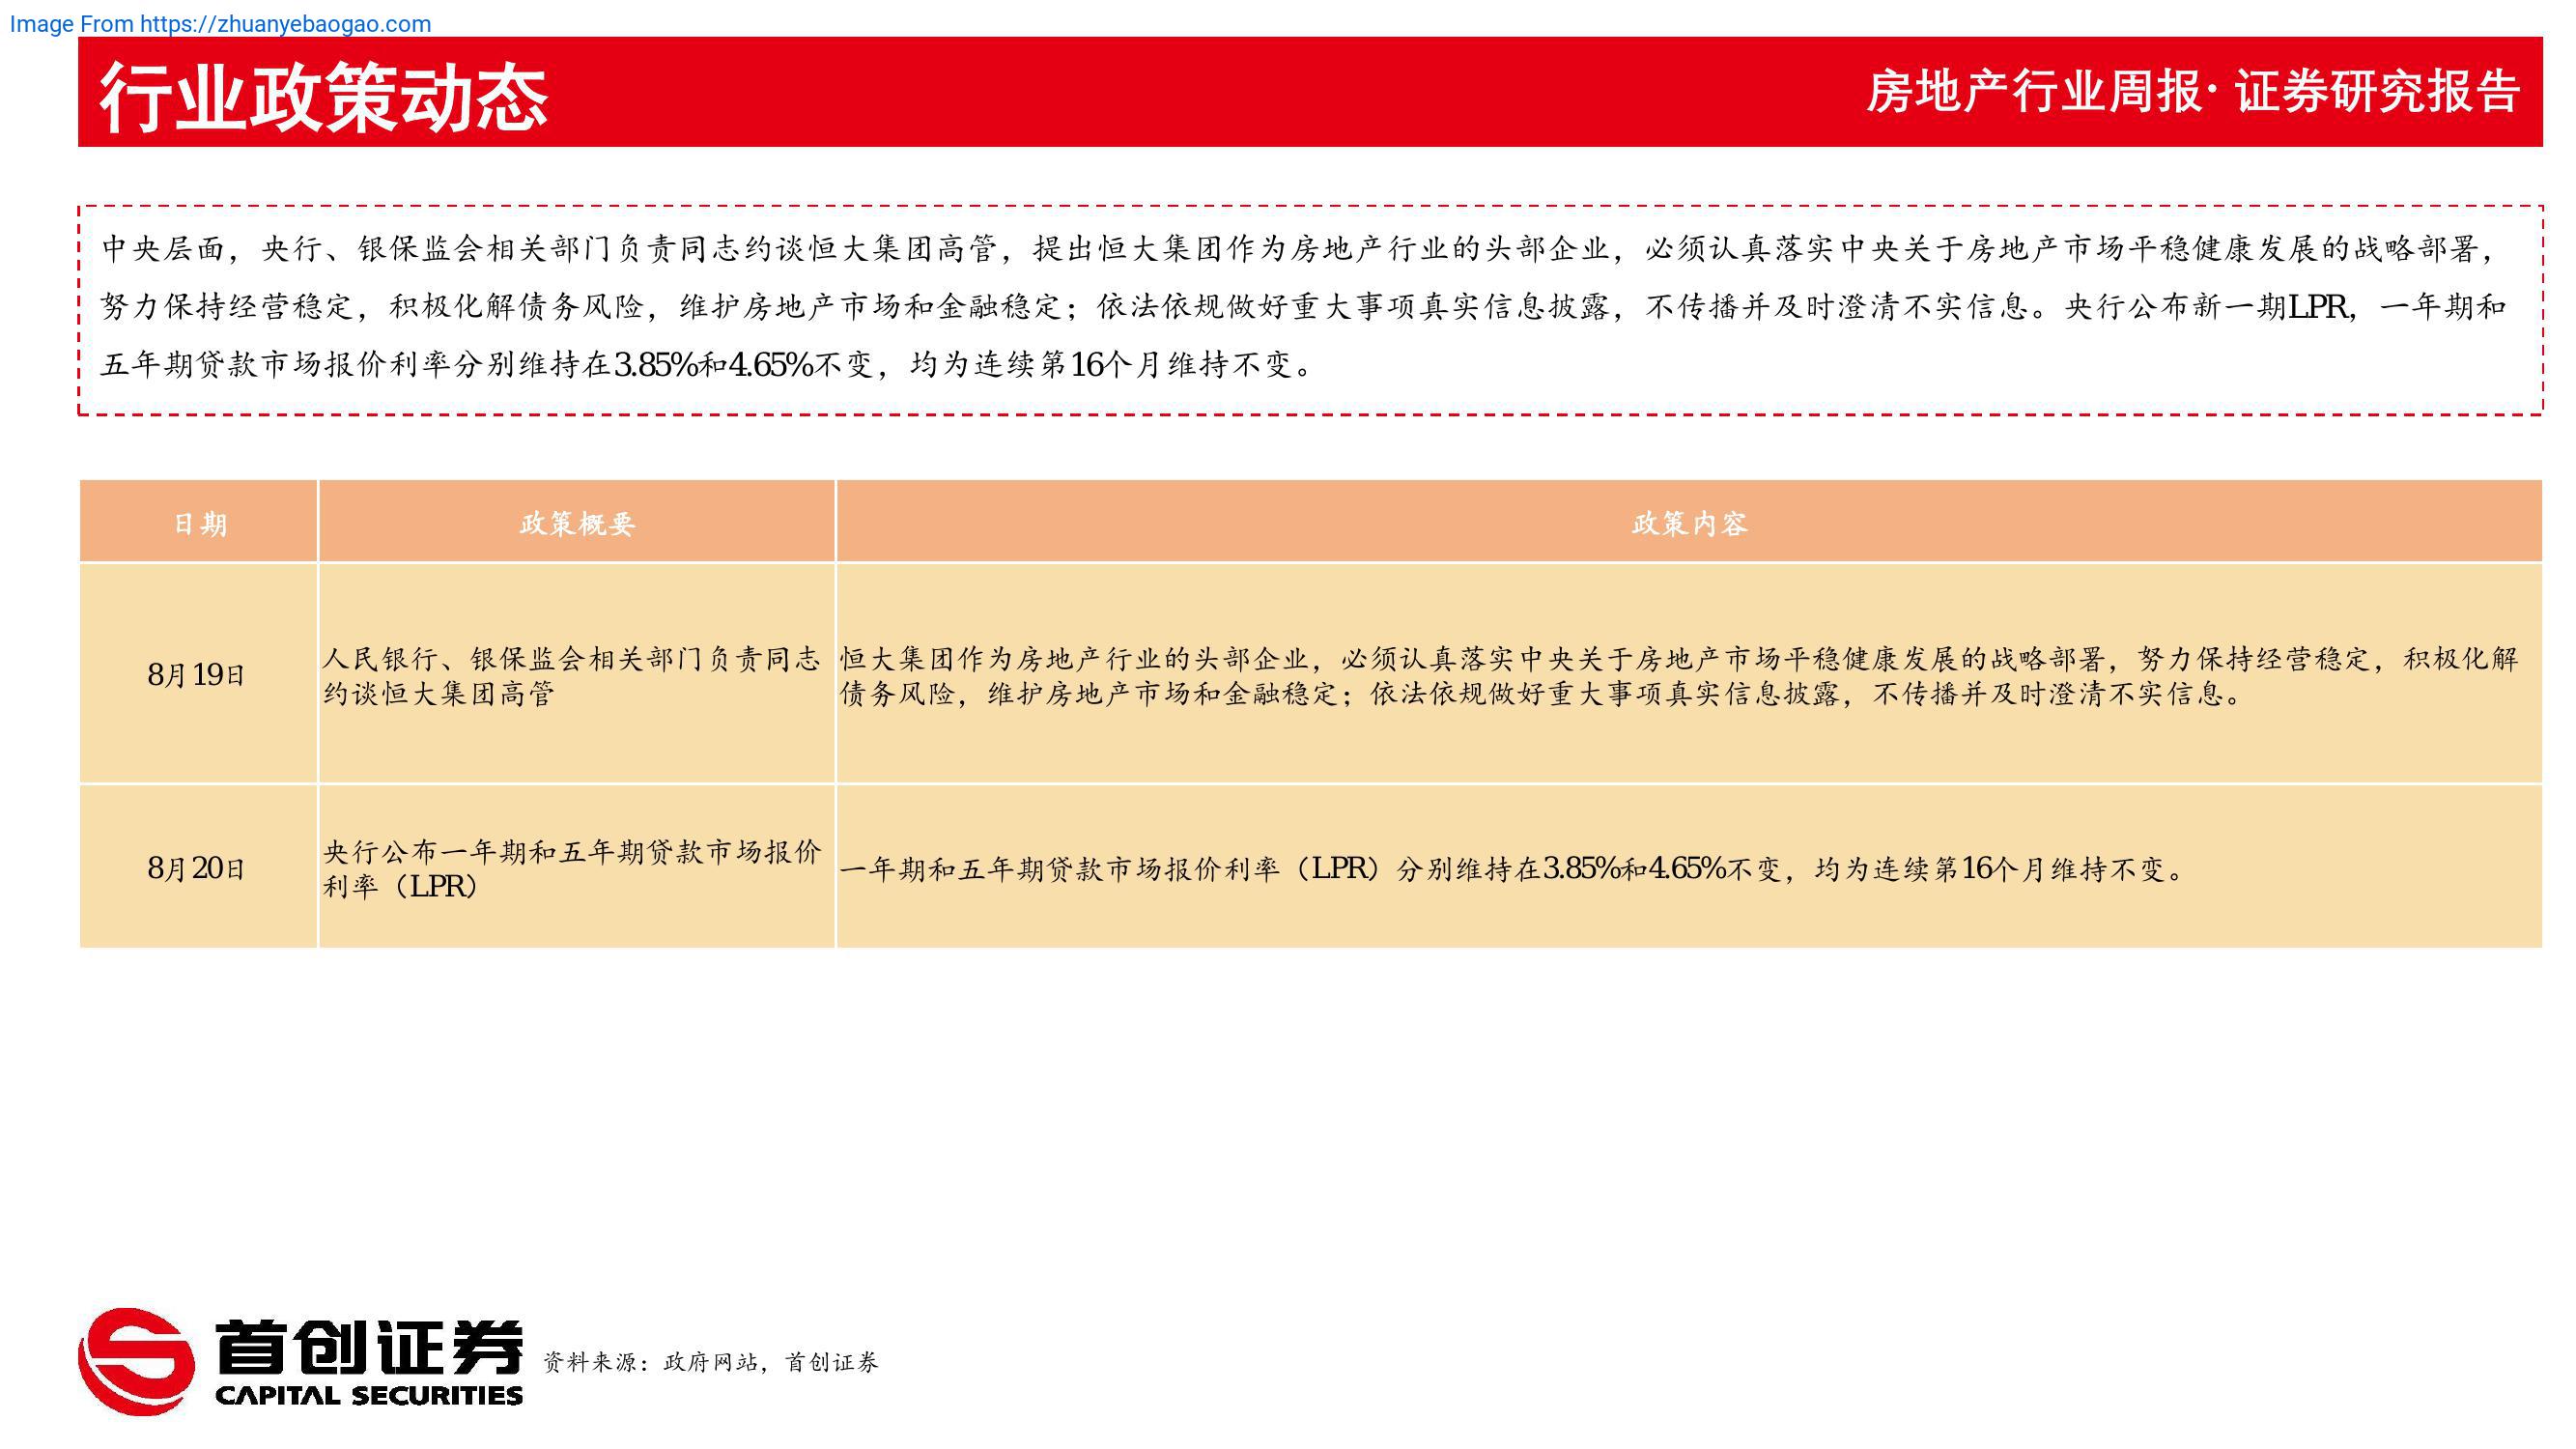 Image From https://zhuanyebaogao.com
行业政策动态
房地产行业周报· 证券研究报告
中央层面，央行、银保监会相关部门负责同志约谈恒大集团高管，提出恒大集团作为房地产行业的头部企业，必须认真落实中央关于房地产市场平稳健康发展的战略部署，
努力保持经营稳定，积极化解债务风险，维护房地产市场和金融稳定；依法依规做好重大事项真实信息披露，不传播并及时澄清不实信息。央行公布新一期LPR，一年期和
五年期贷款市场报价利率分别维持在3.85%和4.65%不变，均为连续第16个月维持不变。
日期
政策概要
政策内容
8月19日
人民银行、银保监会相关部门负责同志
约谈恒大集团高管
恒大集团作为房地产行业的头部企业，必须认真落实中央关于房地产市场平稳健康发展的战略部署，努力保持经营稳定，积极化解
债务风险，维护房地产市场和金融稳定；依法依规做好重大事项真实信息披露，不传播并及时澄清不实信息。
8月20日
央行公布一年期和五年期贷款市场报价
利率（LPR）
一年期和五年期贷款市场报价利率（LPR）分别维持在3.85%和4.65%不变，均为连续第16个月维持不变。
首创证券
CAPITAL SECURITIES
资料来源：政府网站，首创证券